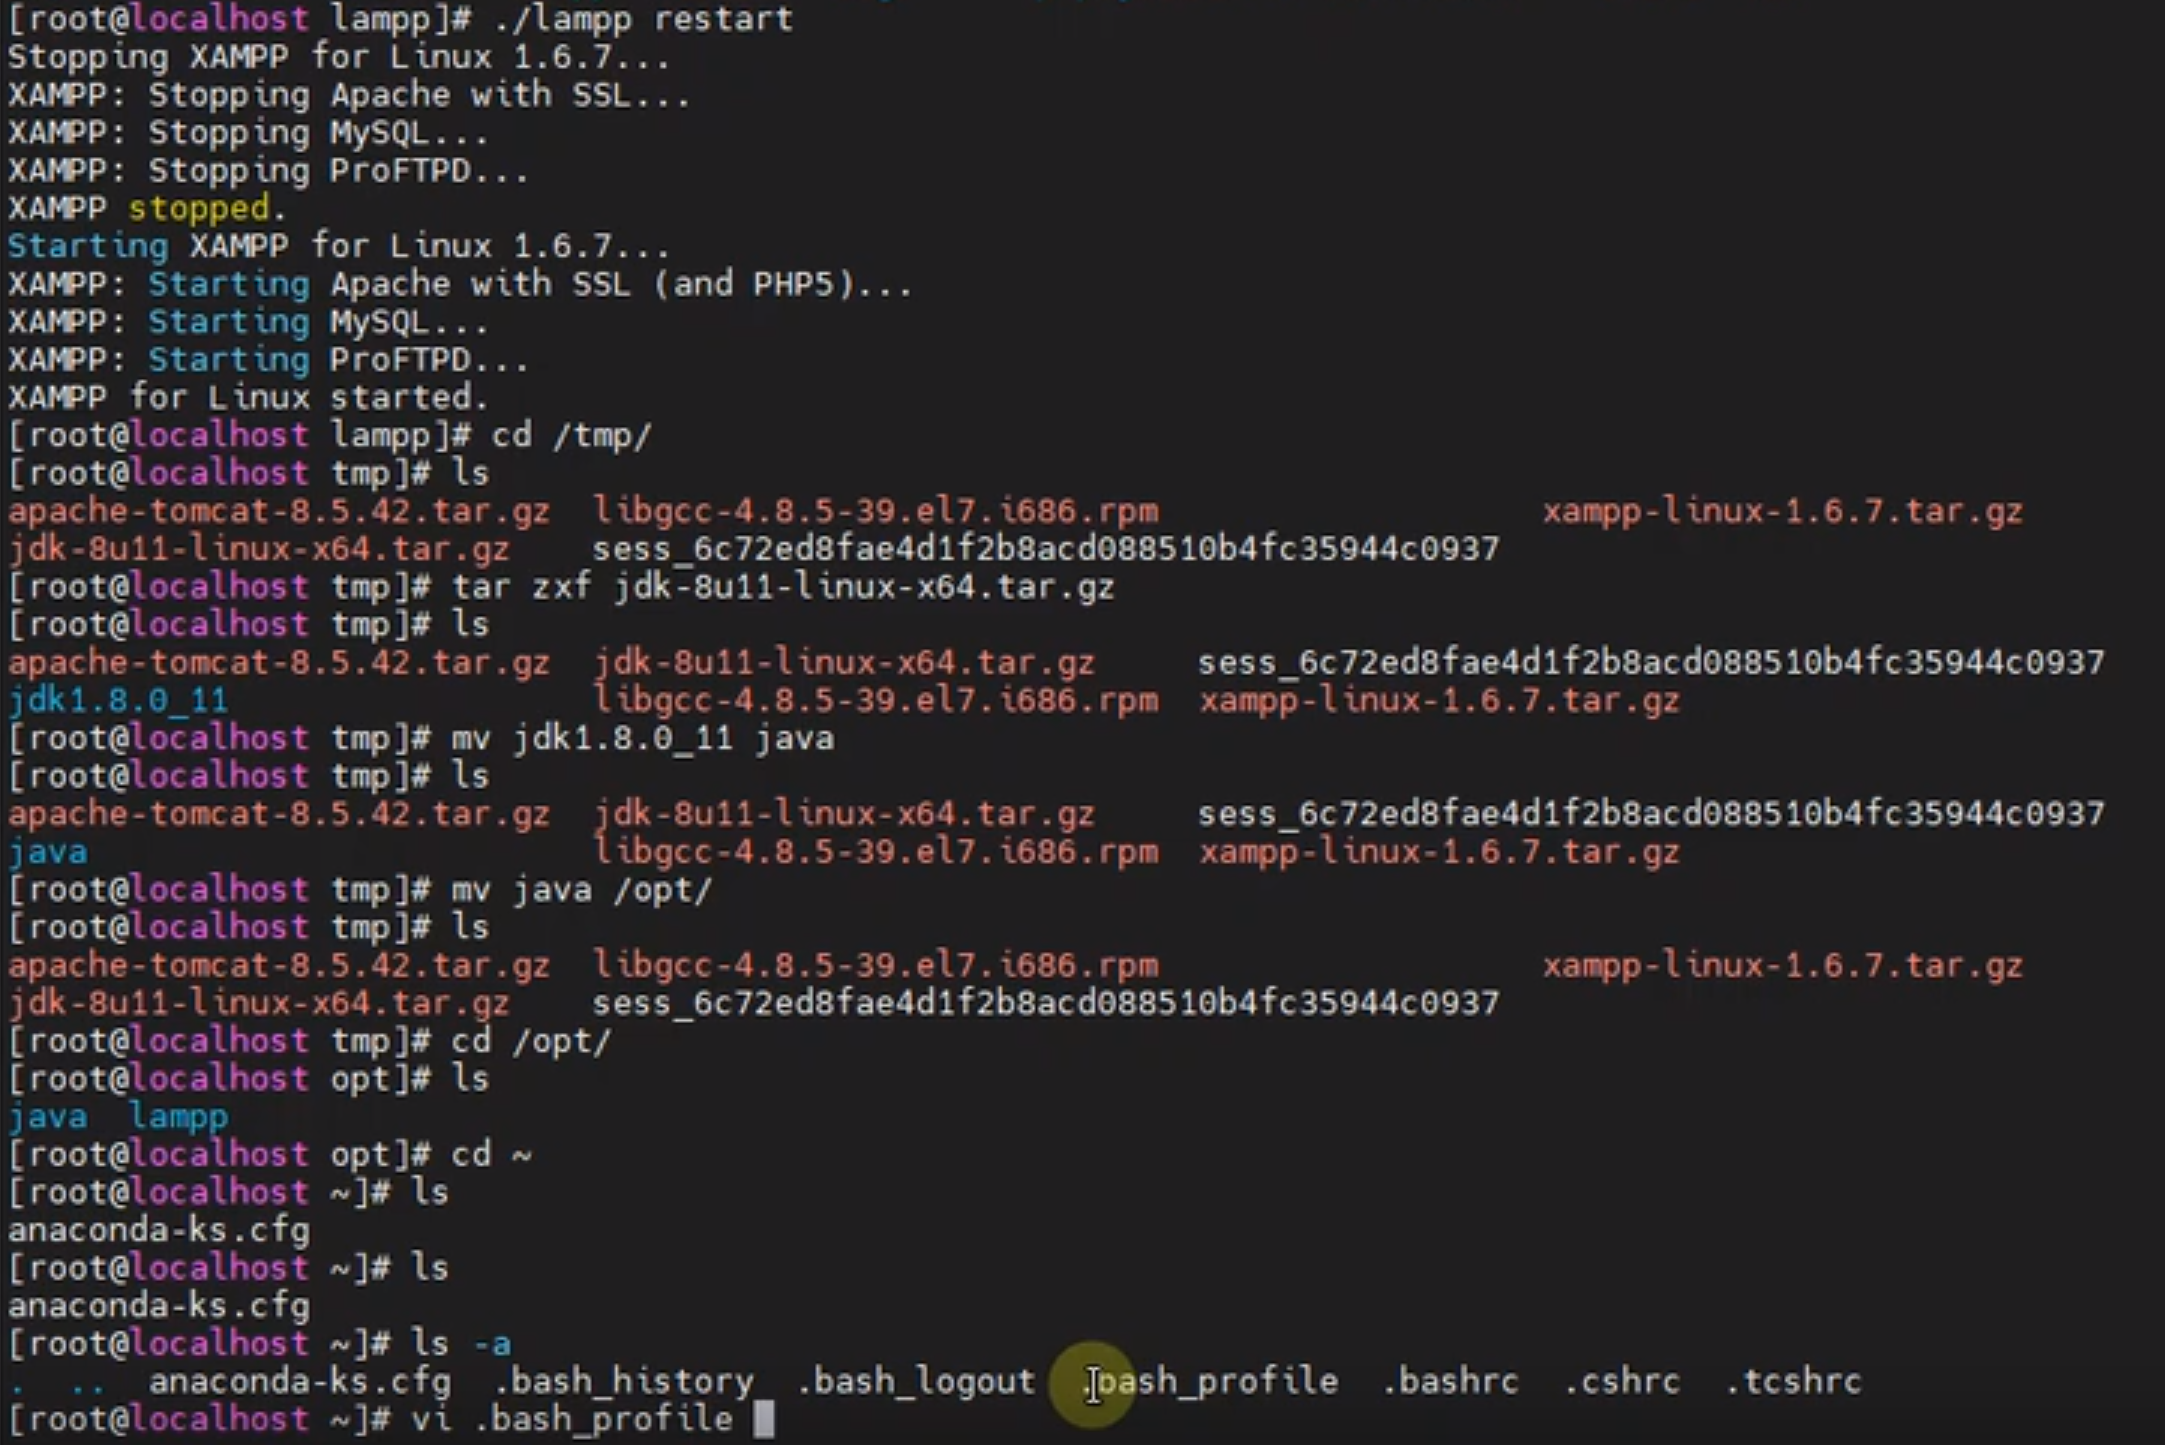 [root@localhost lampp]# ./lampp restart
Stopping XAMPP for Linux 1.6.7...
XAMPP: Stopping Apache with SSL...
XAMPP: Stopping MySQL...
XAMPP: Stopping ProFTPD...
XAMPP stopped.
Starting XAMPP for Linux 1.6.7...
XAMPP: Starting Apache with SSL (and PHP5)...
XAMPP: Starting MySQL...
XAMPP: Starting ProFTPD...
XAMPP for Linux started.
[root@localhost lampp]# cd /tmp/
[root@localhost tmp]# ls
apache-tomcat-8.5.42.tar.gz  libgcc-4.8.5-39.el7.i686.rpm  xampp-linux-1.6.7.tar.gz
jdk-8u11-linux-x64.tar.gz  sess_6c72ed8fae4d1f2b8acd088510b4fc35944c0937
[root@localhost tmp]# tar zxf jdk-8u11-linux-x64.tar.gz
[root@localhost tmp]# ls
apache-tomcat-8.5.42.tar.gz  jdk-8u11-linux-x64.tar.gz  sess_6c72ed8fae4d1f2b8acd088510b4fc35944c0937
jdk1.8.0_11  libgcc-4.8.5-39.el7.i686.rpm  xampp-linux-1.6.7.tar.gz
[root@localhost tmp]# mv jdk1.8.0_11 java
[root@localhost tmp]# ls
apache-tomcat-8.5.42.tar.gz  jdk-8u11-linux-x64.tar.gz  sess_6c72ed8fae4d1f2b8acd088510b4fc35944c0937
java  libgcc-4.8.5-39.el7.i686.rpm  xampp-linux-1.6.7.tar.gz
[root@localhost tmp]# mv java /opt/
[root@localhost tmp]# ls
apache-tomcat-8.5.42.tar.gz  libgcc-4.8.5-39.el7.i686.rpm  xampp-linux-1.6.7.tar.gz
jdk-8u11-linux-x64.tar.gz  sess_6c72ed8fae4d1f2b8acd088510b4fc35944c0937
[root@localhost tmp]# cd /opt/
[root@localhost opt]# ls
java  lampp
[root@localhost opt]# cd ~
[root@localhost ~]# ls
anaconda-ks.cfg
[root@localhost ~]# ls
anaconda-ks.cfg
[root@localhost ~]# ls -a
.  ..  anaconda-ks.cfg  .bash_history  .bash_logout  .bash_profile  .bashrc  .cshrc  .tcshrc
[root@localhost ~]# vi .bash_profile